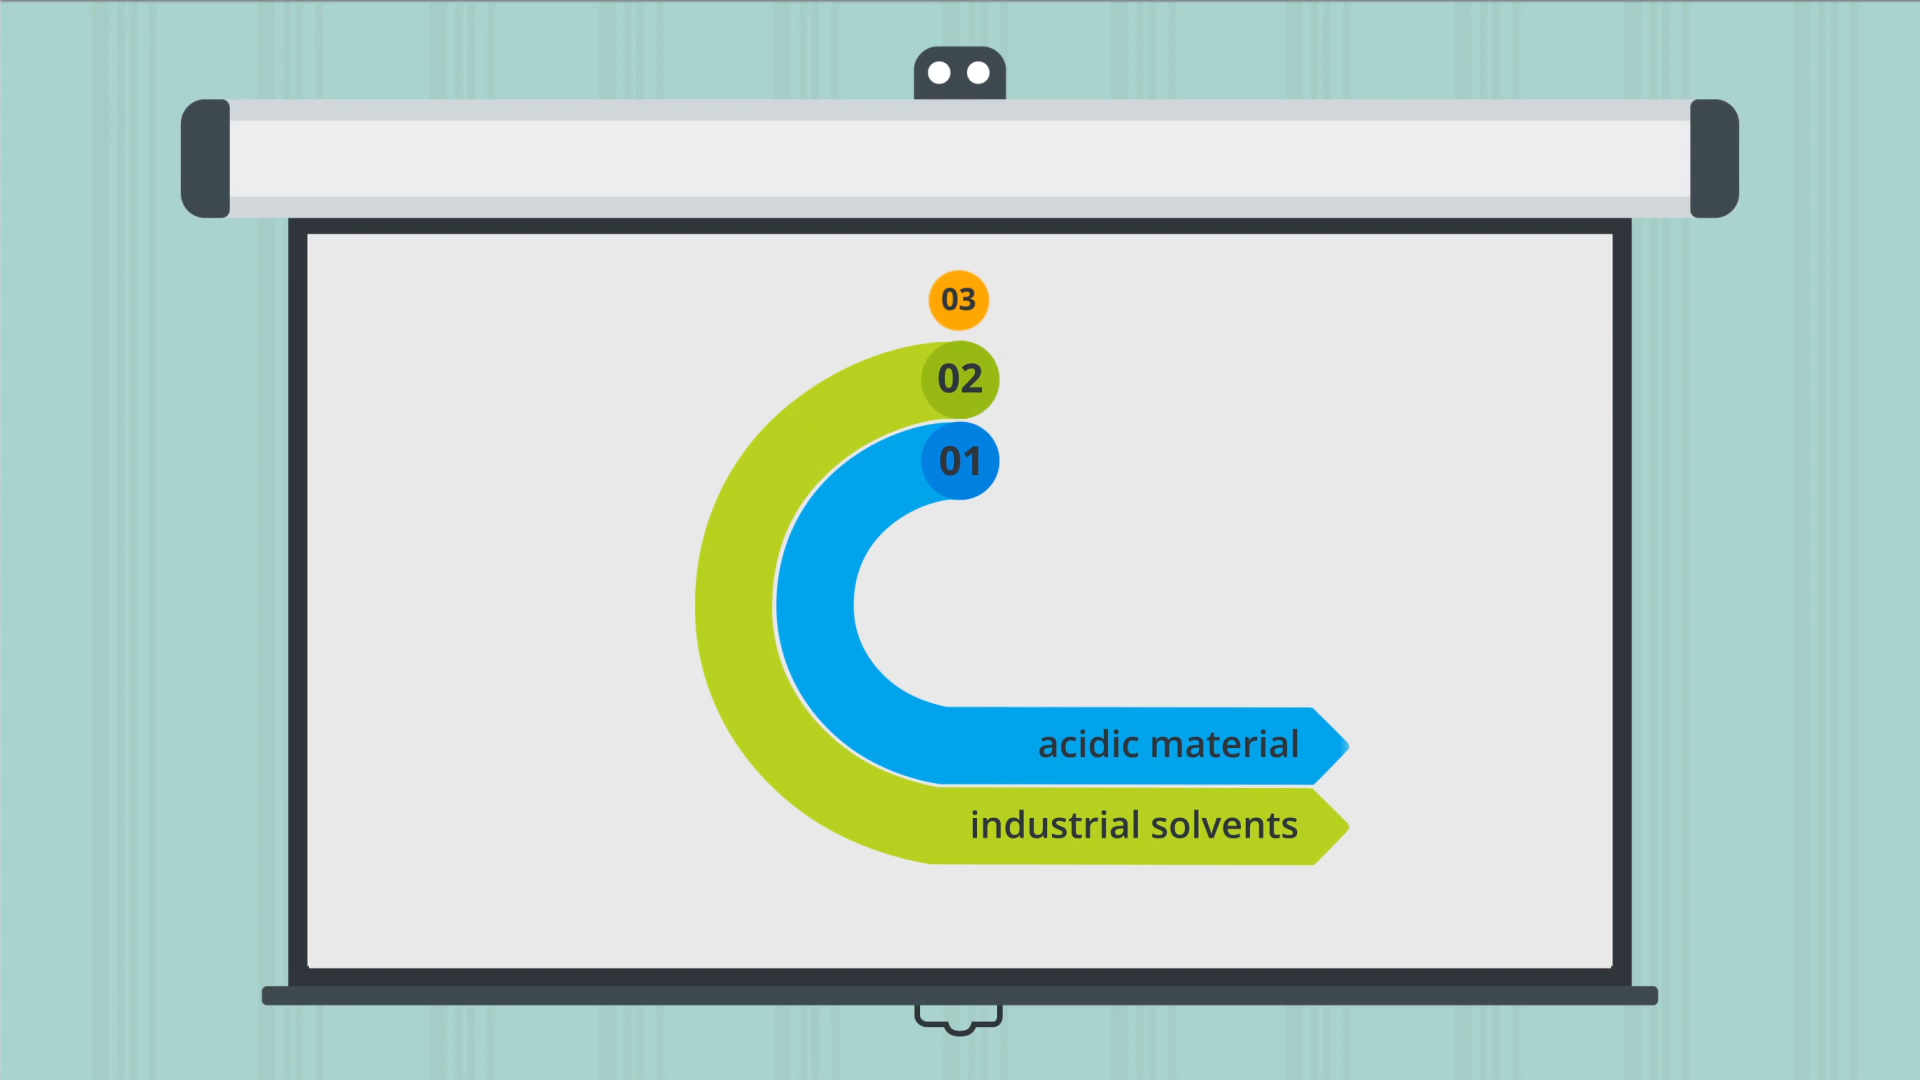 03
02
01
acidic material
industrial solvents